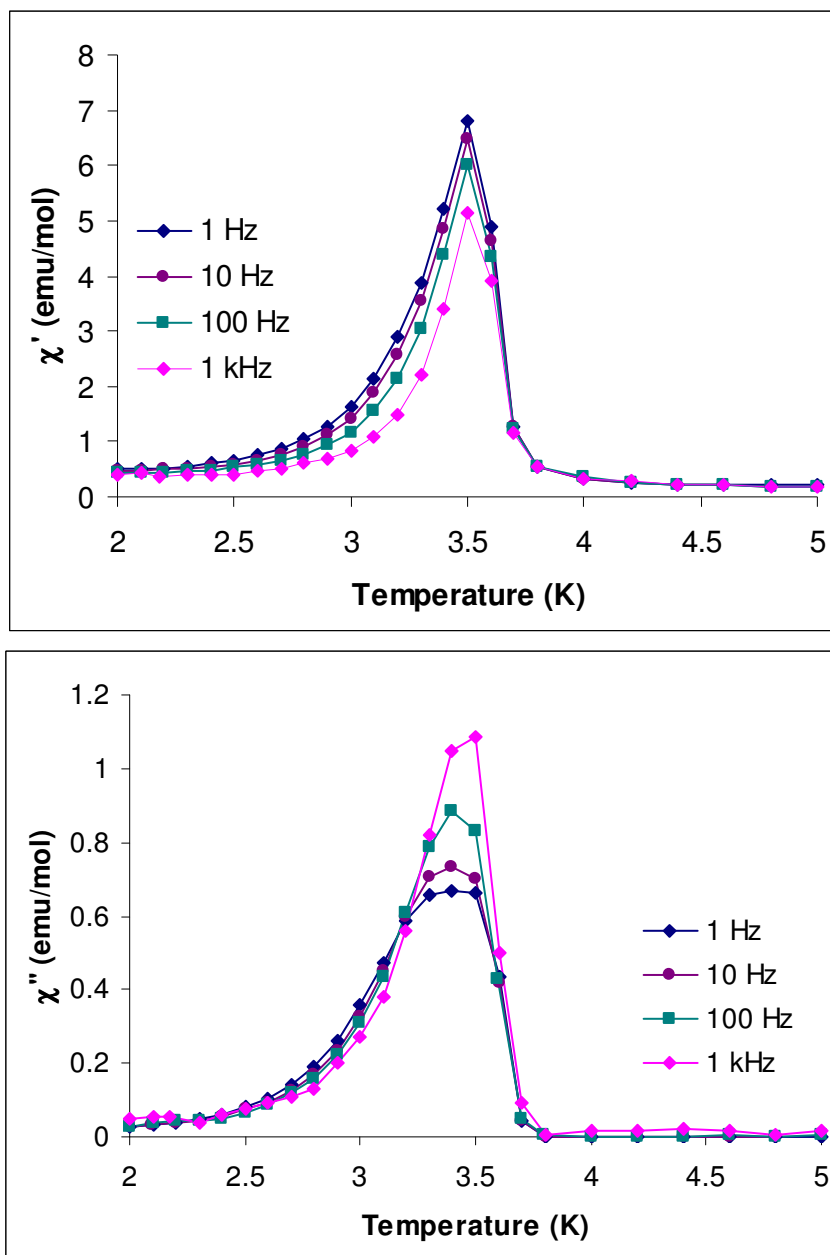 8
7
6
5
4
3
2
1
0
χ' (emu/mol)
1 Hz
10 Hz
100 Hz
1 kHz
2 2.5 3 3.5 4 4.5 5
Temperature (K)
1.2
1
0.8
0.6
0.4
0.2
0
χ" (emu/mol)
1 Hz
10 Hz
100 Hz
1 kHz
2 2.5 3 3.5 4 4.5 5
Temperature (K)